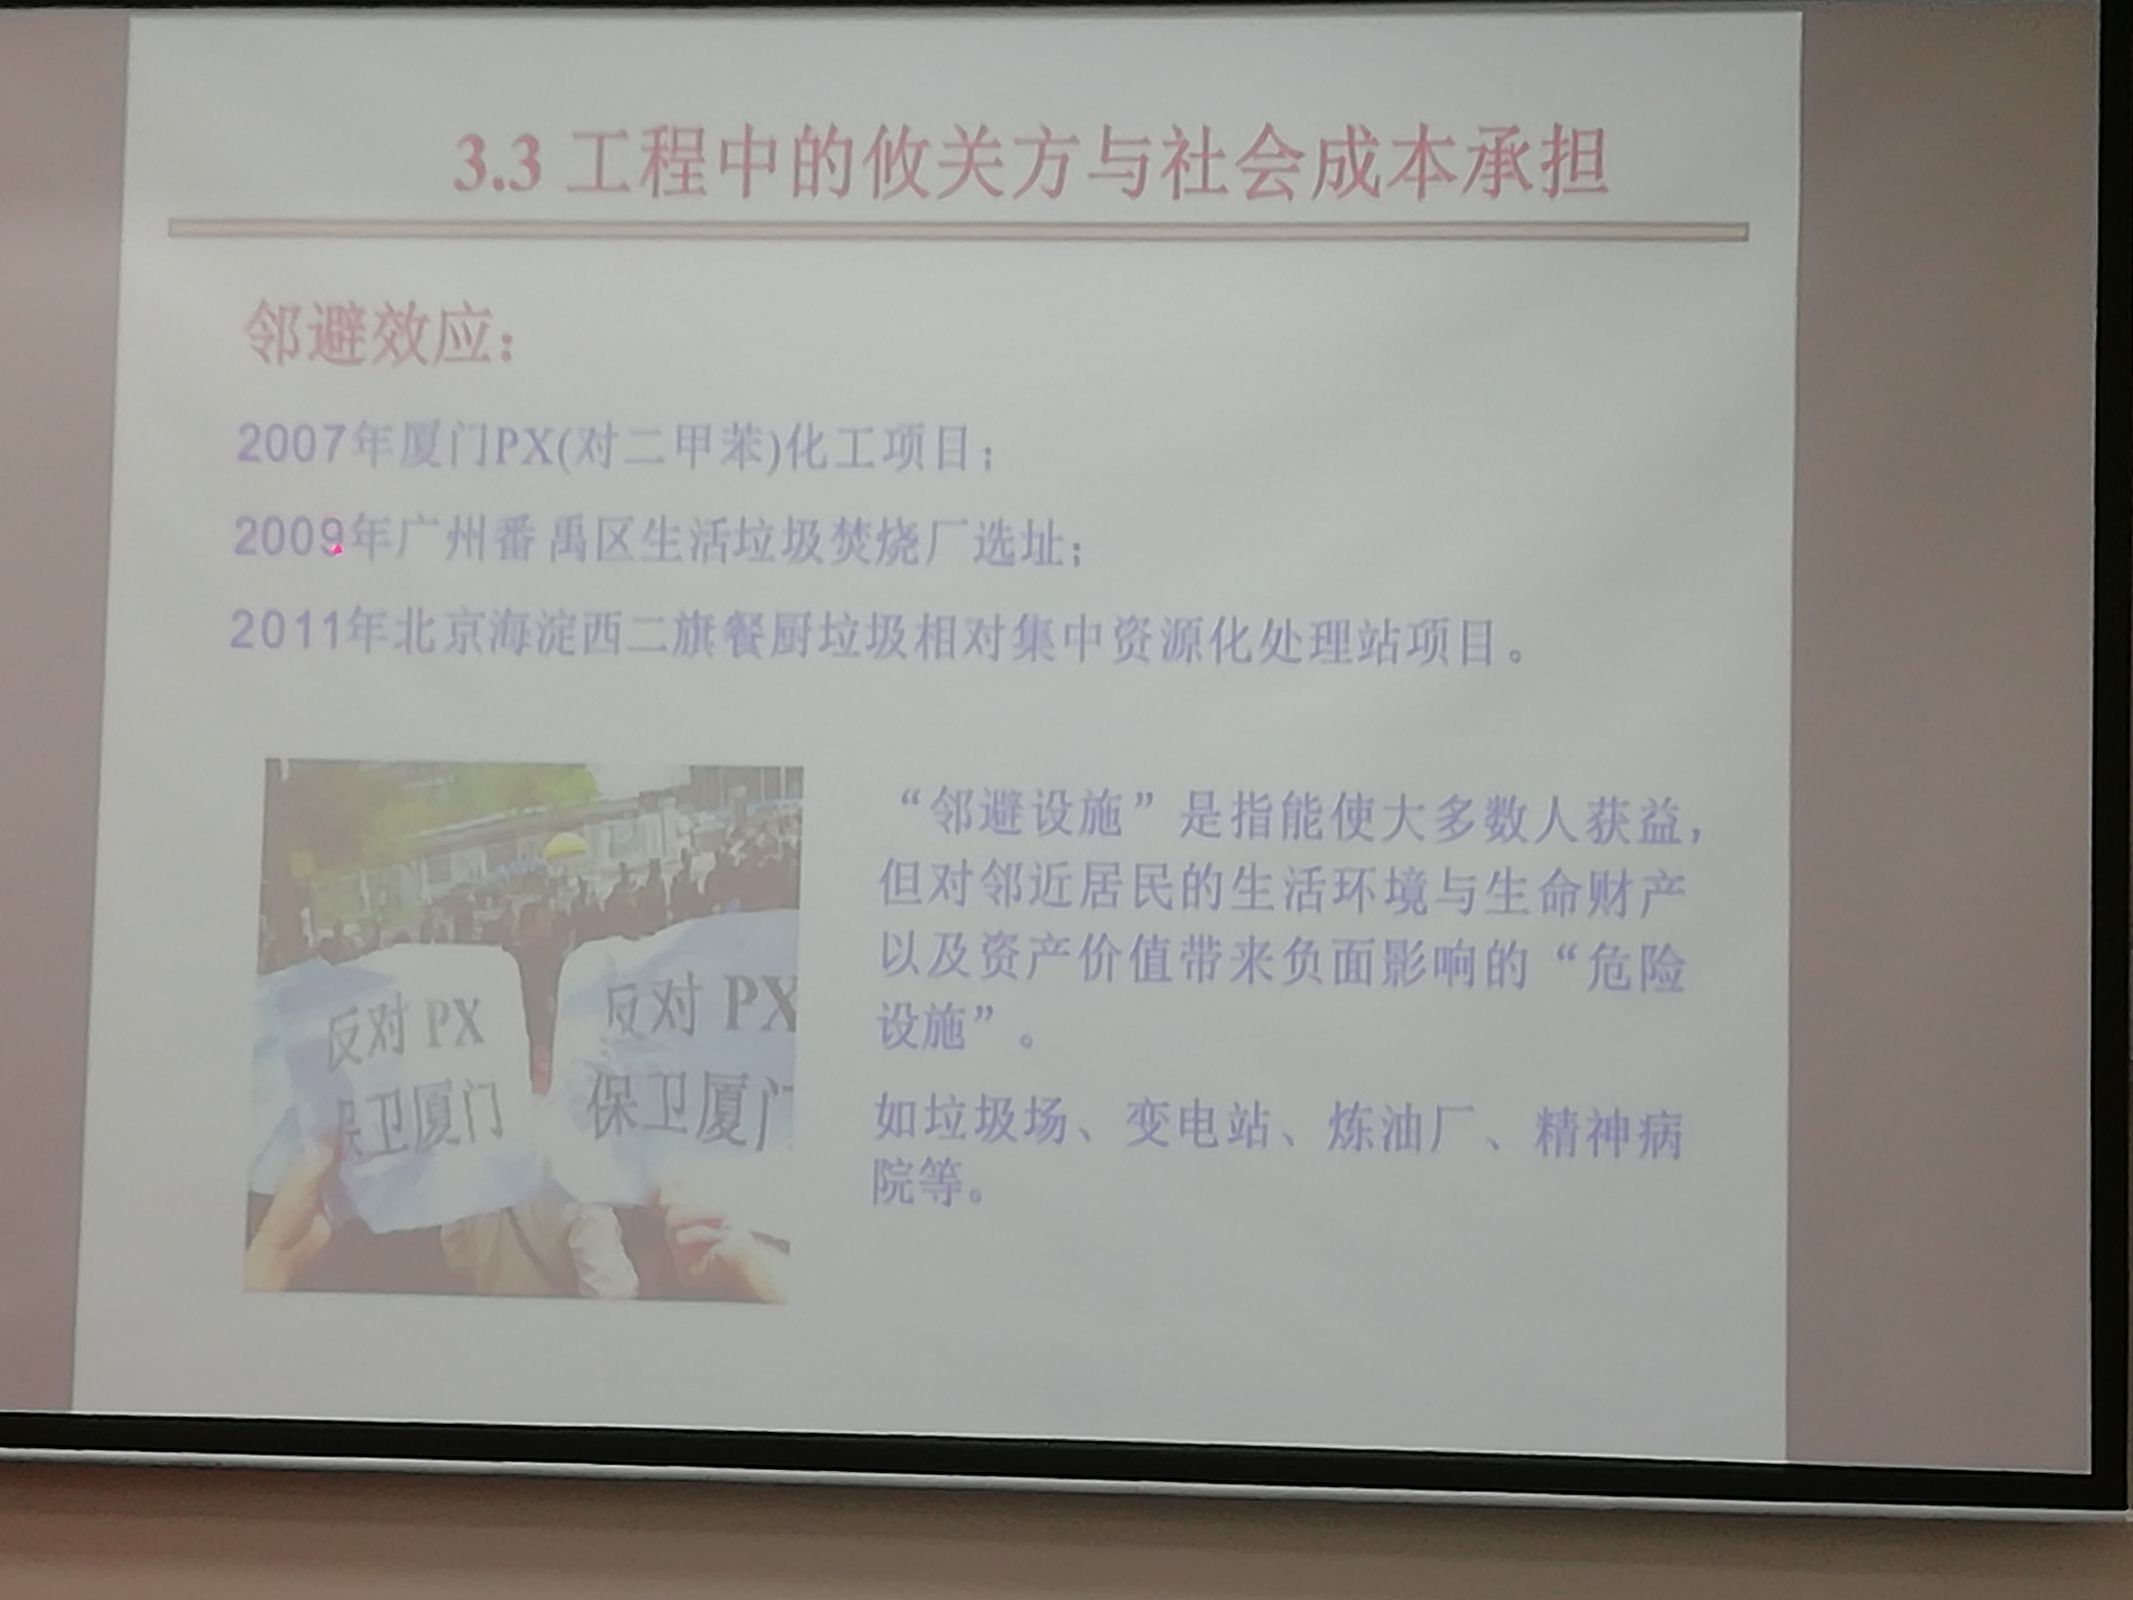 3.3 工程中的攸关方与社会成本承担
邻避效应：
2007年厦门PX(对二甲苯)化工项目；
2009年广州番禺区生活垃圾焚烧厂选址；
2011年北京海淀西二旗餐厨垃圾相对集中资源化处理站项目。
反对 PX
保卫厦门
反对 PX
保卫厦门
“邻避设施”是指能使大多数人获益，
但对邻近居民的生活环境与生命财产
以及资产价值带来负面影响的“危险
设施”。
如垃圾场、变电站、炼油厂、精神病
院等。